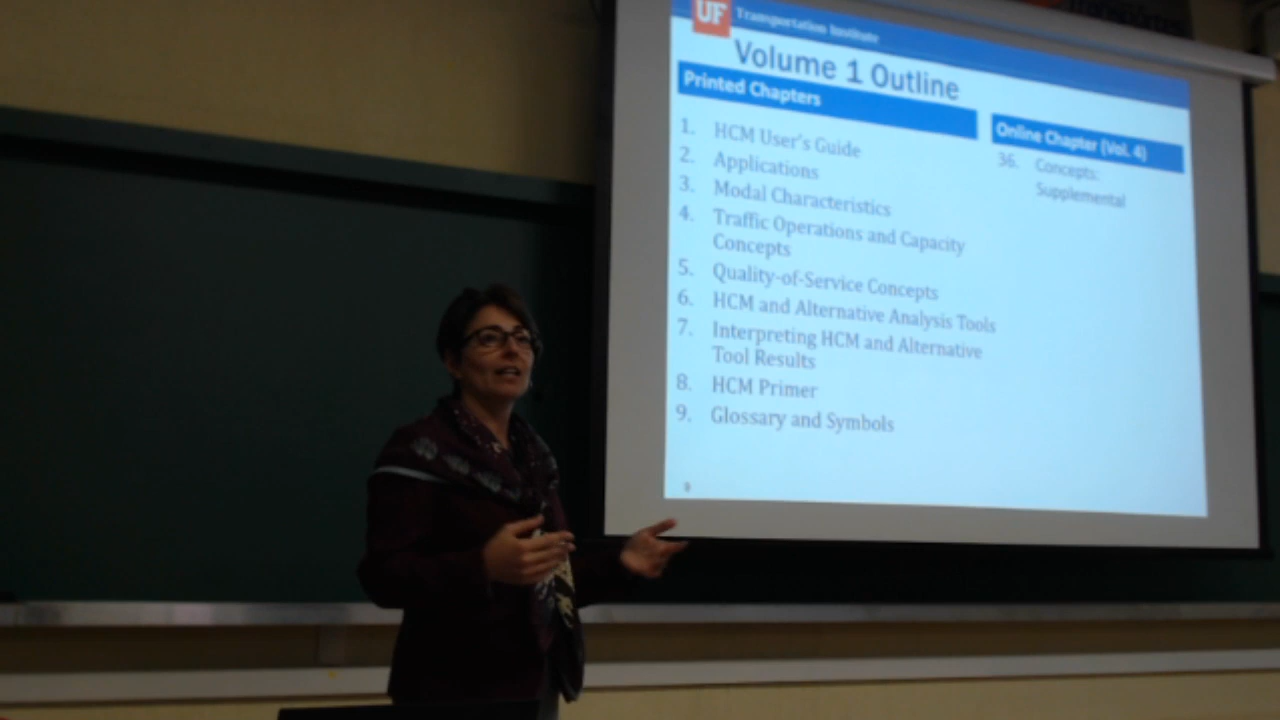 UF Transportation Institute
Volume 1 Outline
Printed Chapters
1. HCM User's Guide
2. Applications
3. Modal Characteristics
4. Traffic Operations and Capacity
Concepts
5. Quality-of-Service Concepts
6. HCM and Alternative Analysis Tools
7. Interpreting HCM and Alternative
Tool Results
8. HCM Primer
9. Glossary and Symbols
Online Chapter (Vol. 4)
36. Concepts:
Supplemental